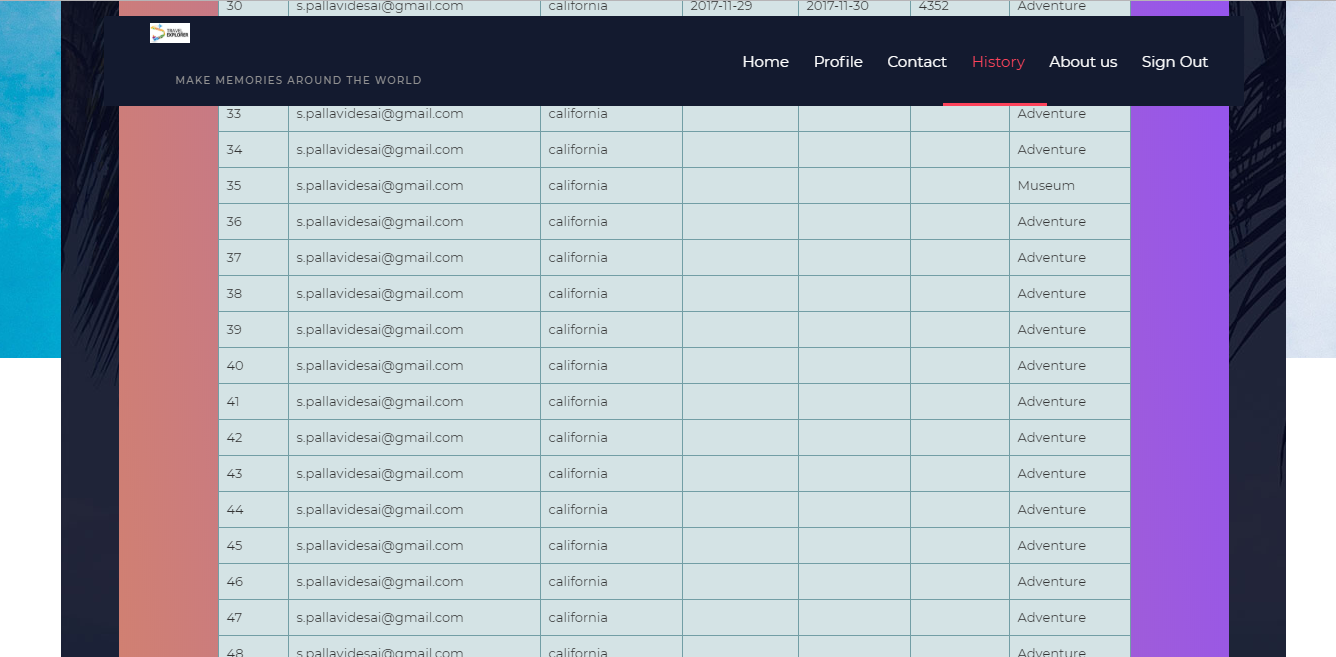 30 s.pallavidesai@gmail.com california 2017-11-29 2017-11-30 4352 Adventure
TRAVEL
EXPLORER
Home Profile Contact History About us Sign Out
MAKE MEMORIES AROUND THE WORLD
33 s.pallavidesai@gmail.com california Adventure
34 s.pallavidesai@gmail.com california Adventure
35 s.pallavidesai@gmail.com california Museum
36 s.pallavidesai@gmail.com california Adventure
37 s.pallavidesai@gmail.com california Adventure
38 s.pallavidesai@gmail.com california Adventure
39 s.pallavidesai@gmail.com california Adventure
40 s.pallavidesai@gmail.com california Adventure
41 s.pallavidesai@gmail.com california Adventure
42 s.pallavidesai@gmail.com california Adventure
43 s.pallavidesai@gmail.com california Adventure
44 s.pallavidesai@gmail.com california Adventure
45 s.pallavidesai@gmail.com california Adventure
46 s.pallavidesai@gmail.com california Adventure
47 s.pallavidesai@gmail.com california Adventure
48 s.pallavidesai@gmail.com california Adventure